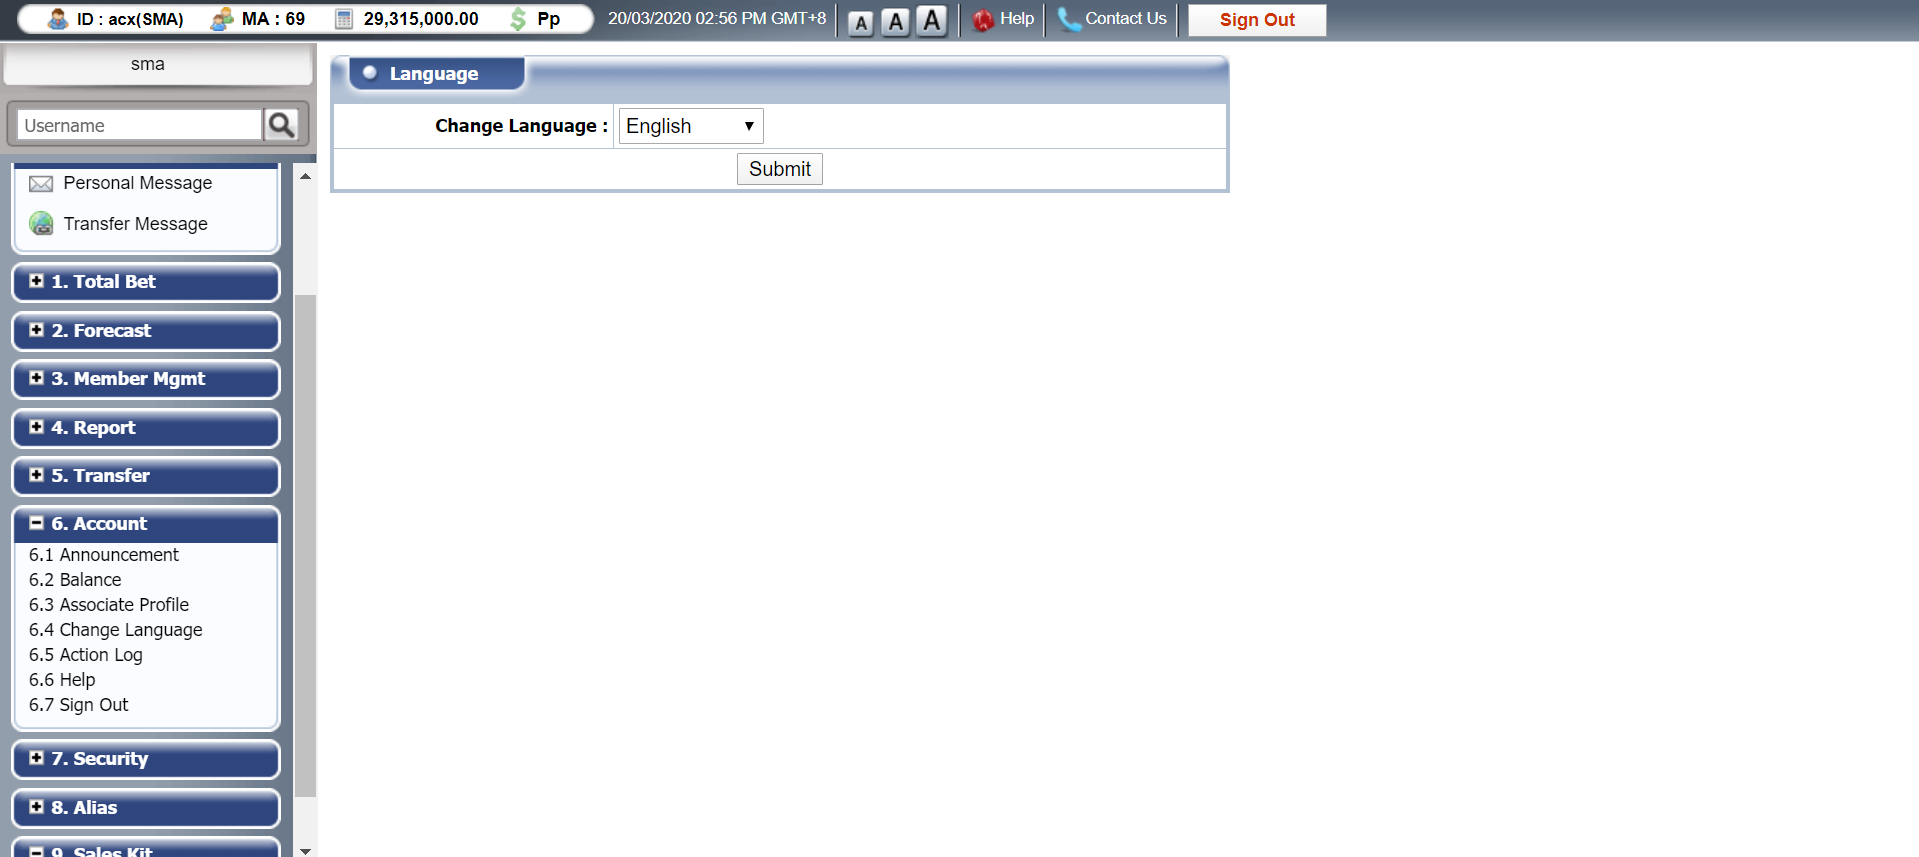 ID : acx(SMA) MA : 69 29,315,000.00 $ Pp 20/03/2020 02:56 PM GMT+8 A A A Help Contact Us Sign Out
sma
Username
Personal Message
Transfer Message
1. Total Bet
2. Forecast
3. Member Mgmt
4. Report
5. Transfer
6. Account
6.1 Announcement
6.2 Balance
6.3 Associate Profile
6.4 Change Language
6.5 Action Log
6.6 Help
6.7 Sign Out
7. Security
8. Alias
9. Sales Kit
Language
Change Language : English
Submit